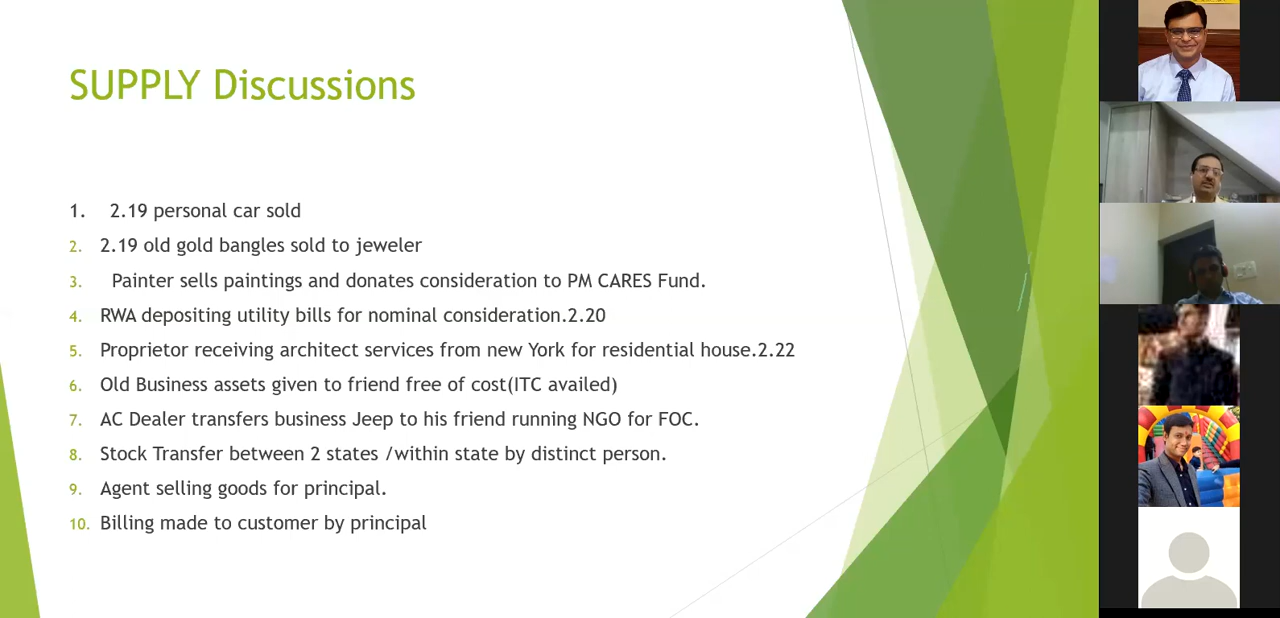 SUPPLY Discussions
1. 2.19 personal car sold
2. 2.19 old gold bangles sold to jeweler
3. Painter sells paintings and donates consideration to PM CARES Fund.
4. RWA depositing utility bills for nominal consideration.2.20
5. Proprietor receiving architect services from new York for residential house.2.22
6. Old Business assets given to friend free of cost(ITC availed)
7. AC Dealer transfers business Jeep to his friend running NGO for FOC.
8. Stock Transfer between 2 states /within state by distinct person.
9. Agent selling goods for principal.
10. Billing made to customer by principal